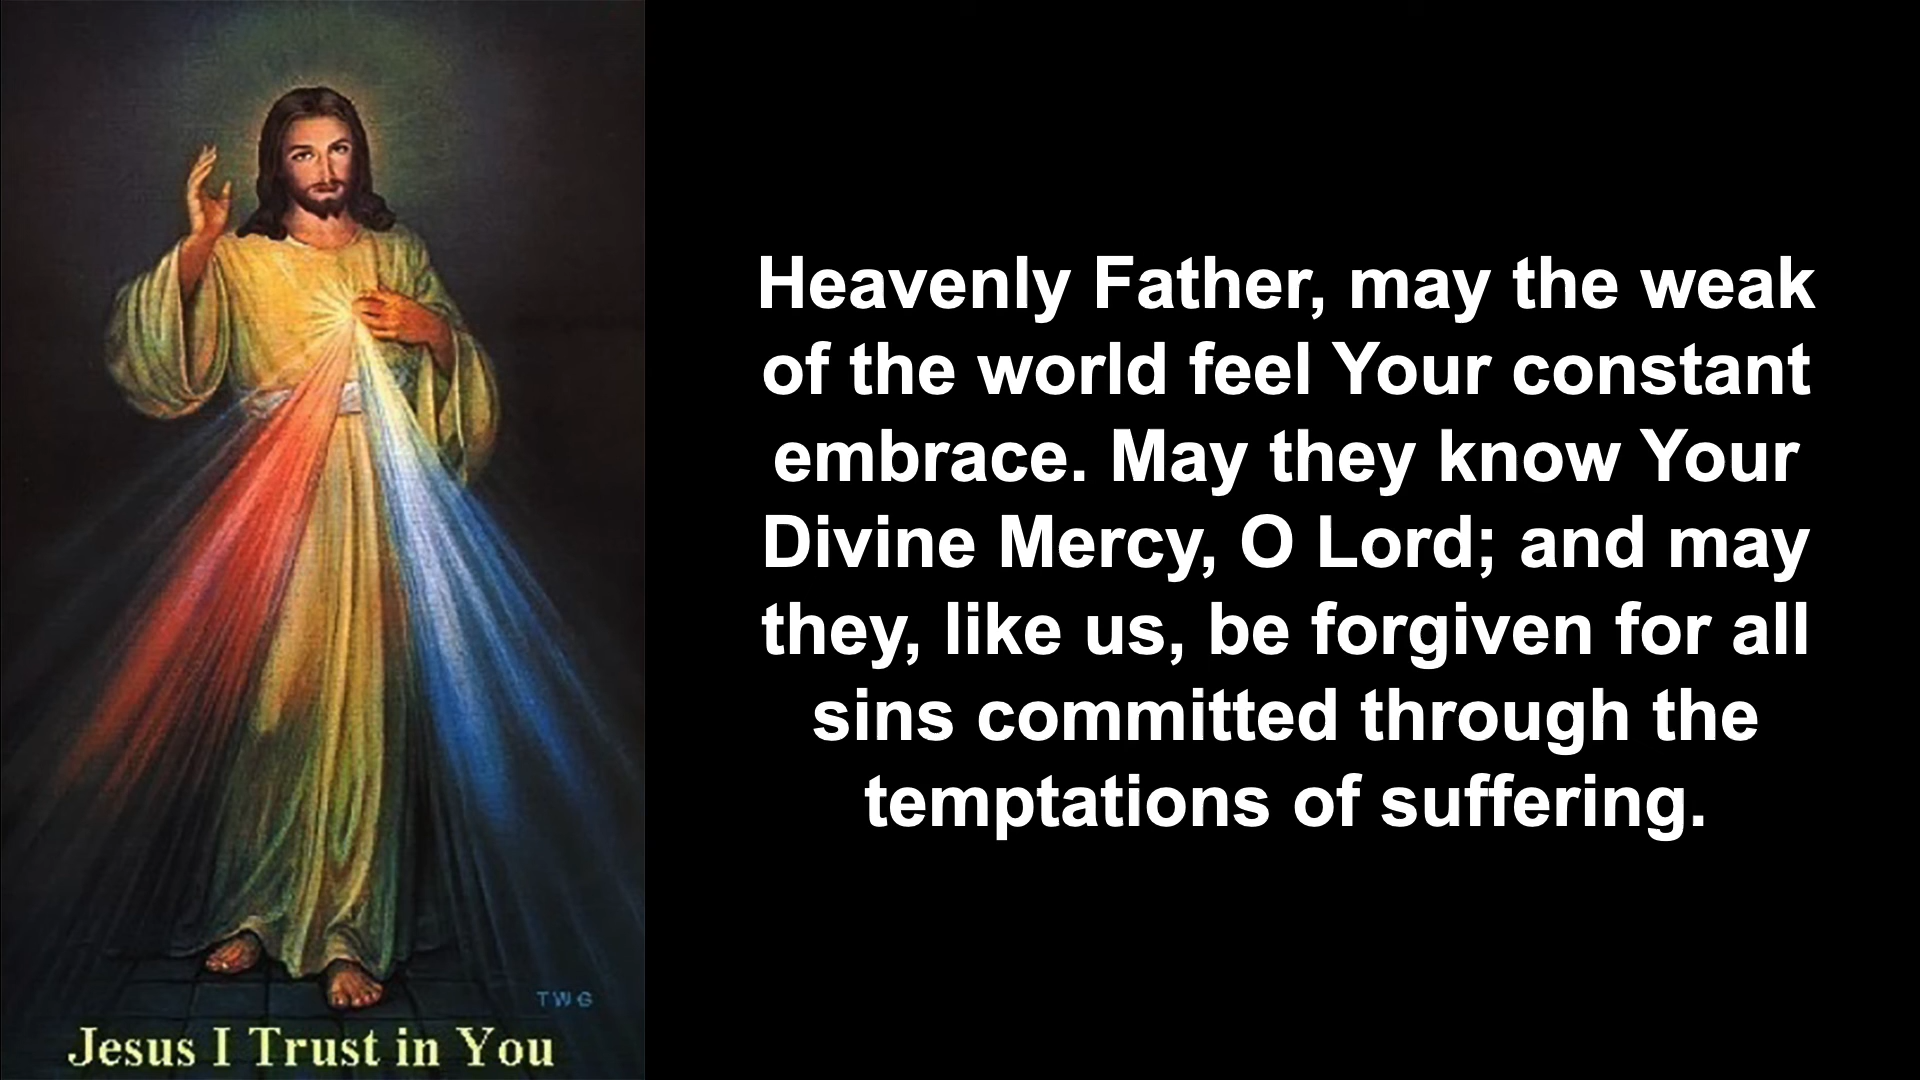 Heavenly Father, may the weak
of the world feel Your constant
embrace. May they know Your
Divine Mercy, O Lord; and may
they, like us, be forgiven for all
sins committed through the
temptations of suffering.
TWG
Jesus I Trust in You